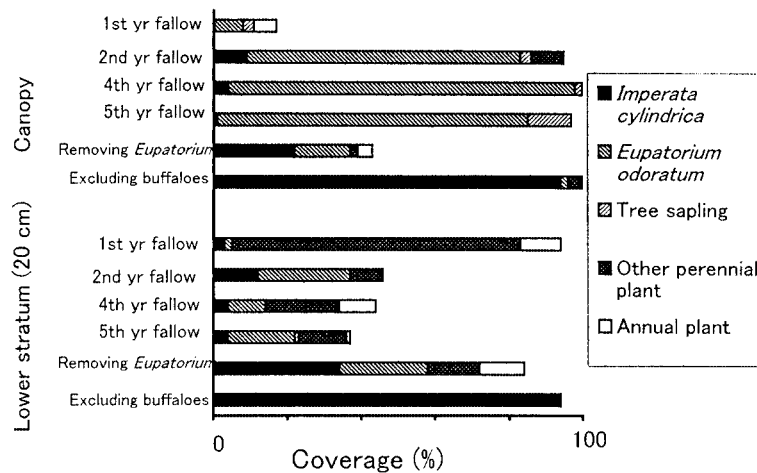 Canopy
1st yr fallow
2nd yr fallow
4th yr fallow
5th yr fallow
Removing Eupatoriun
Excluding buffaloes
Lower stratum (20 cm)
1st yr fallow
2nd yr fallow
4th yr fallow
5th yr fallow
Removing Eupatoriun
Excluding buffaloes
0
100
Coverage (%)
Imperata
cylindrica
Eupatorium
odoratum
Tree sapling
Other perennial
plant
Annual plant